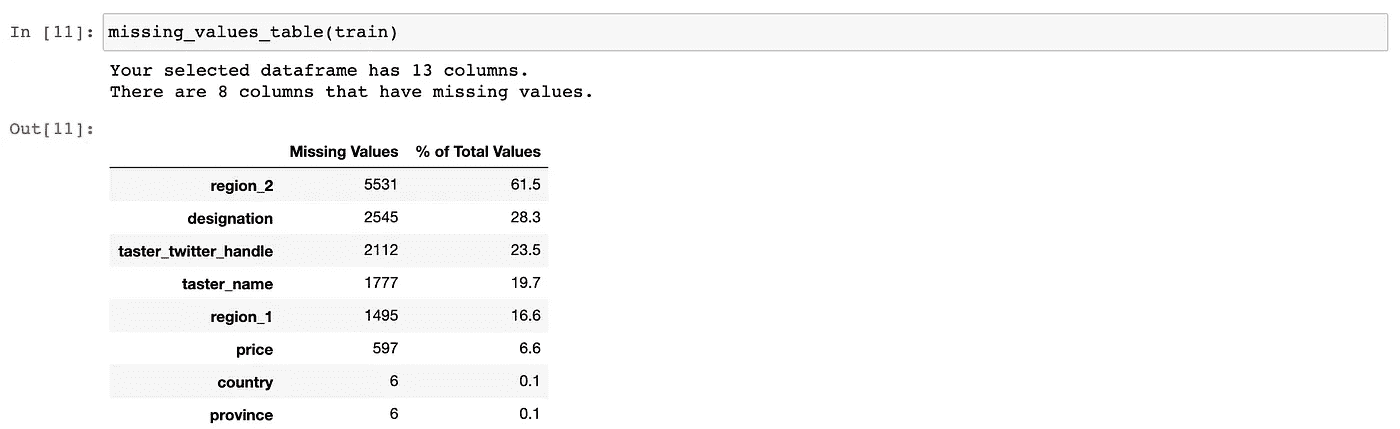 In [11]: missing_values_table(train)
Your selected dataframe has 13 columns.
There are 8 columns that have missing values.
Out[11]:
Missing Values % of Total Values
region_2 5531 61.5
designation 2545 28.3
taster_twitter_handle 2112 23.5
taster_name 1777 19.7
region_1 1495 16.6
price 597 6.6
country 6 0.1
province 6 0.1